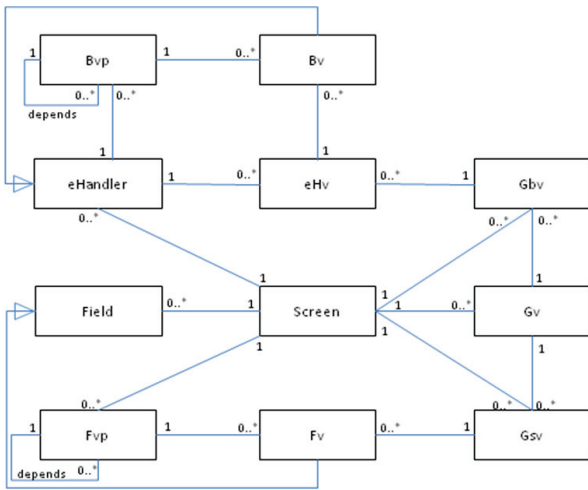 1 Bvp 1 0..* Bv
0..* 0..* 0..*
depends
1 1
eHandler 1 0..* eHv 0..* 1 Gbv
0..* 0..* 0..*
1 1 1
Field 0..* 1 Screen 1 0..* Gv
1 1 1
0..* 0..* 0..*
1 Fvp 1 0..* Fv 0..* 1 Gsv
depends 0..*